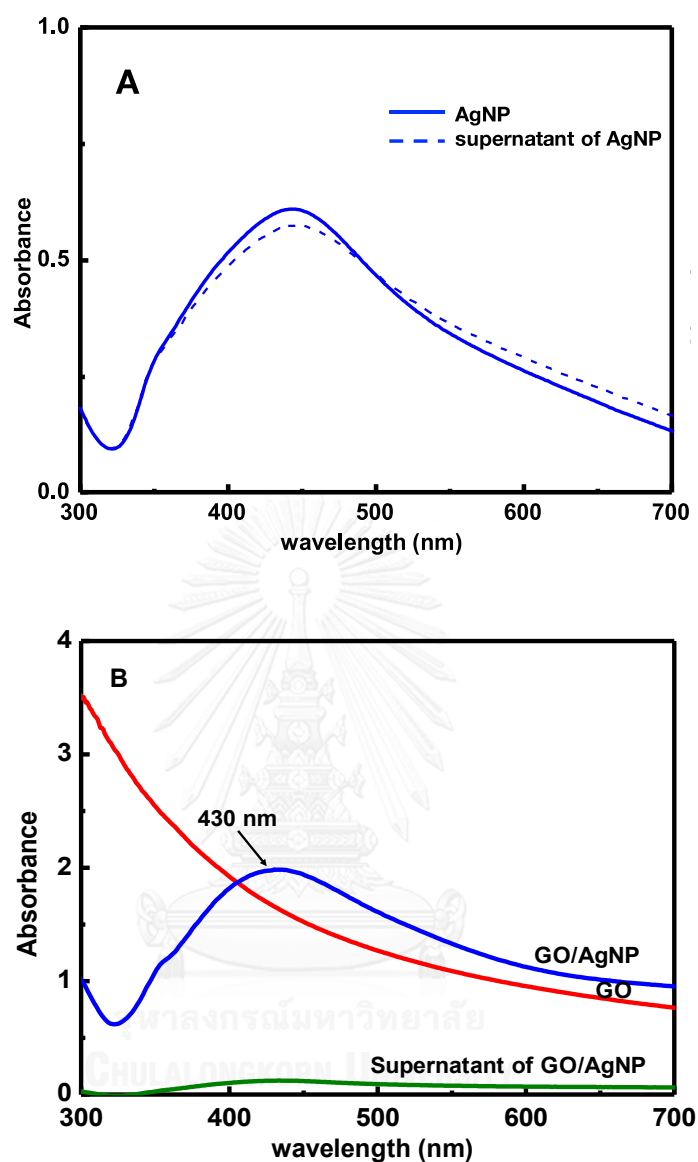 1.0
A
AgNP
supernatant of AgNP
0.5
Absorbance
0.0
300 400 500 600 700
wavelength (nm)
4
B
3
430 nm
2
Absorbance
GO/AgNP
1
GO
จุฬาลงกรณ์มหาวิทยาลัย
Supernatant of GO/AgNP
CHULALONGKORN U
0
300 400 500 600 700
wavelength (nm)